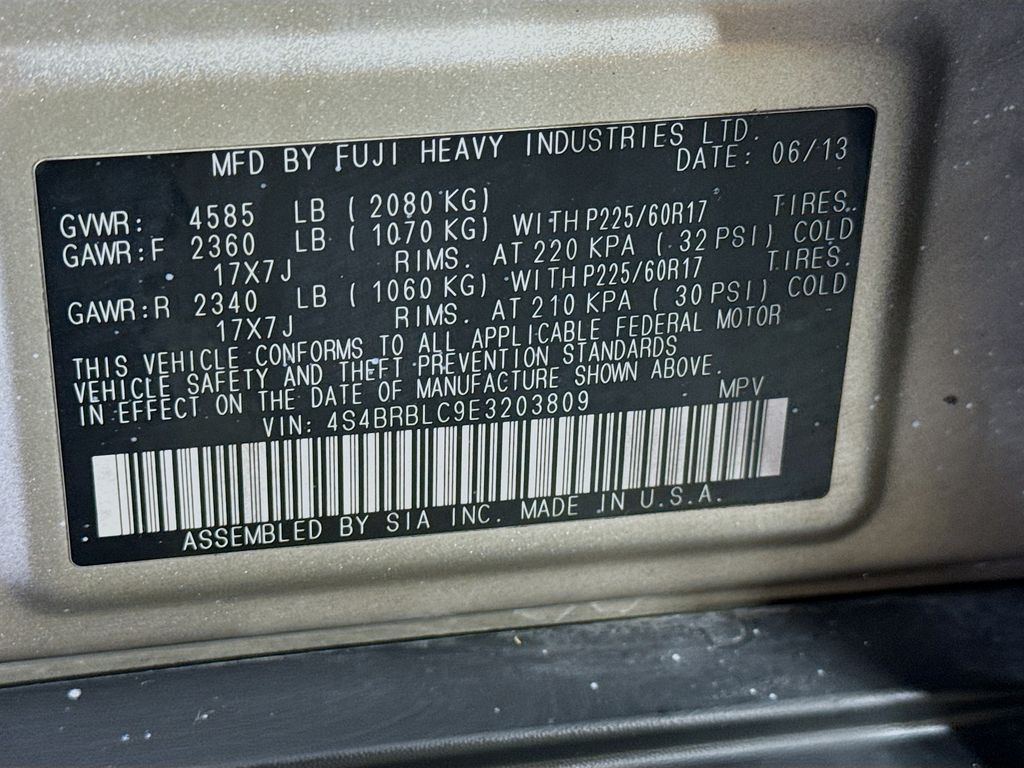 MFD BY FUJI HEAVY INDUSTRIES LTD.
DATE: 06/13
GVWR: 4585 LB ( 2080 KG)
GAWR:F 2360 LB ( 1070 KG) WITH P225/60R17 TIRES.
17X7J RIMS. AT 220 KPA ( 32 PSI) COLD
GAWR:R 2340 LB ( 1060 KG) WITH P225/60R17 TIRES.
17X7J RIMS. AT 210 KPA ( 30 PSI) COLD
THIS VEHICLE CONFORMS TO ALL APPLICABLE FEDERAL MOTOR
VEHICLE SAFETY AND THEFT PREVENTION STANDARDS
IN EFFECT ON THE DATE OF MANUFACTURE SHOWN ABOVE.
VIN: 4S4BRBLC9E3203809 MPV
ASSEMBLED BY SIA INC. MADE IN U.S.A.